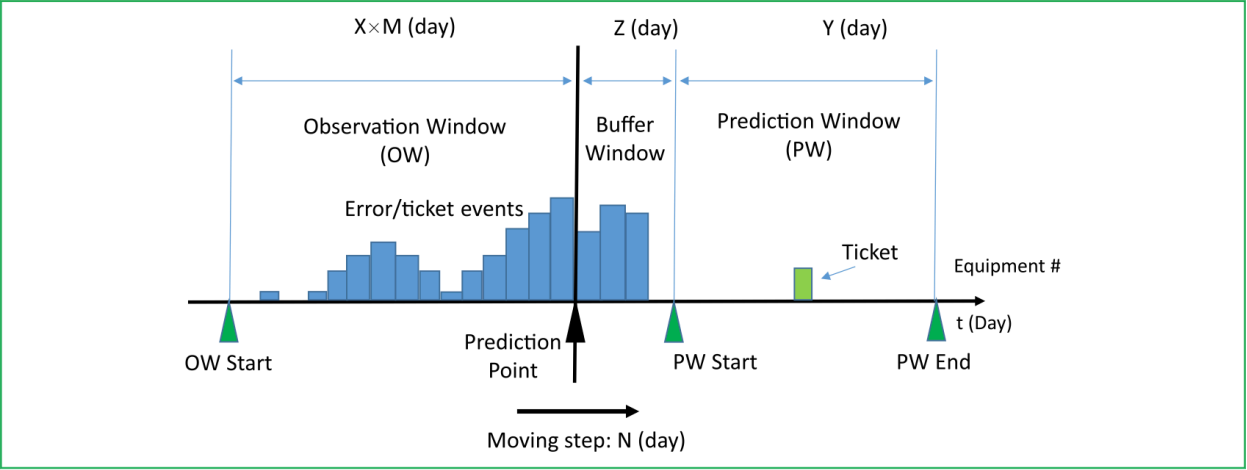 X×M (day)
Z (day)
Y (day)
Observation Window
(OW)
Buffer
Window
Prediction Window
(PW)
Error/ticket events
Ticket
Equipment #
t (Day)
OW Start
Prediction
Point
PW Start
PW End
Moving step: N (day)